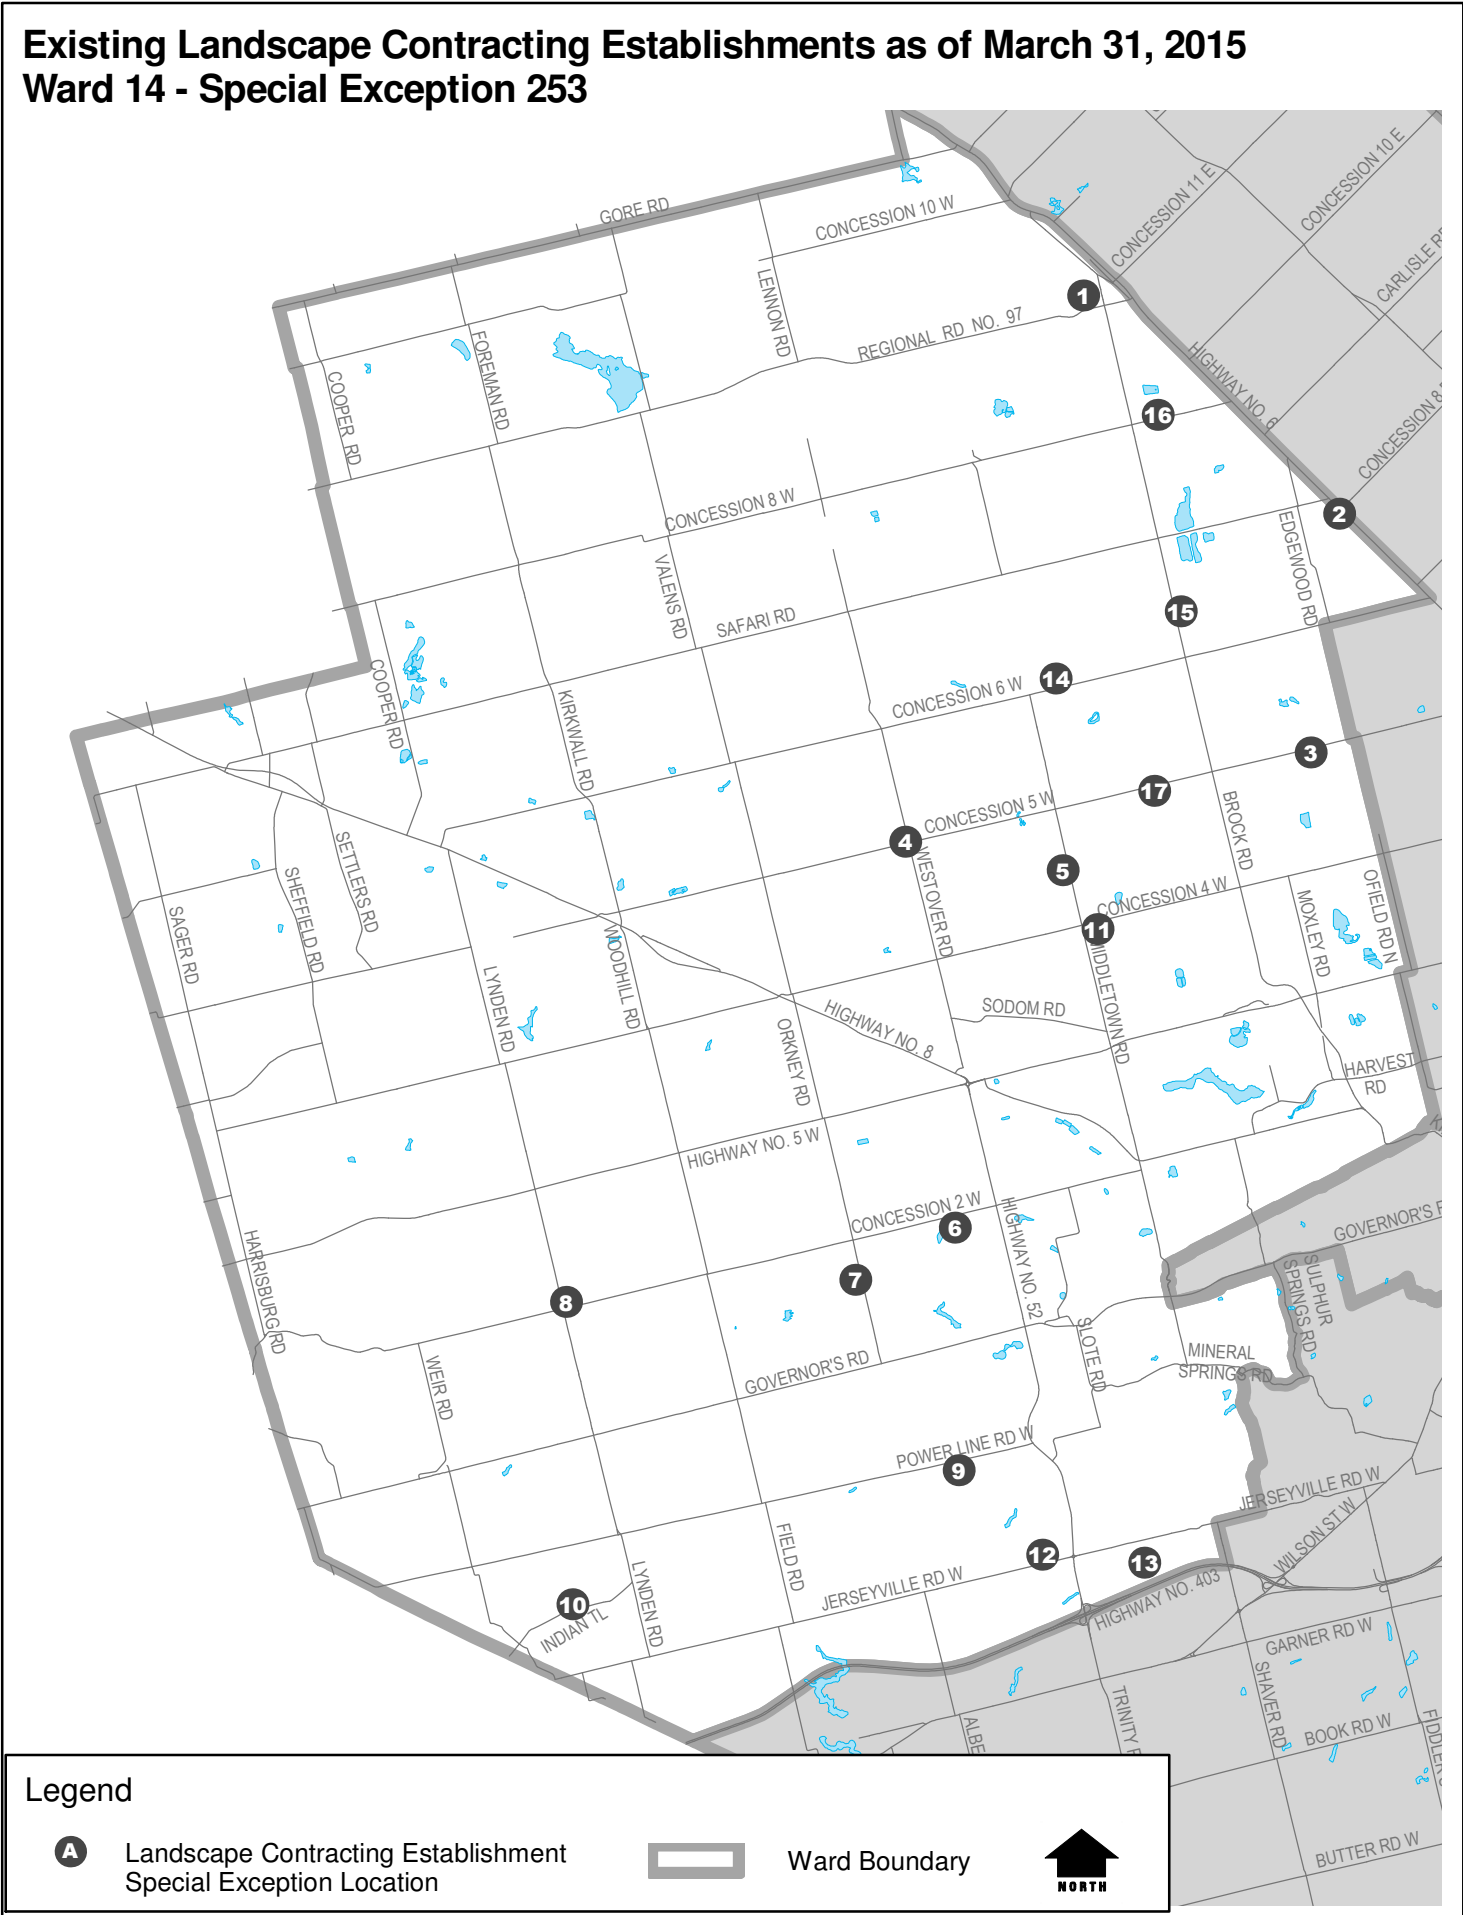 Existing Landscape Contracting Establishments as of March 31, 2015
Ward 14 - Special Exception 253
GORE RD
CONCESSION 10 W
CONCESSION 11 E
CONCESSION 10 E
CARLISLE R
LENNON RD
1
REGIONAL RD NO. 97
FOREMAN RD
COOPER RD
HIGHWAY NO. 6
CONCESSION 8
16
CONCESSION 8 W
2
EDGEWOOD RD
VALENS RD
SAFARI RD
15
14
CONCESSION 6 W
COOPER RD
KIRKWALL RD
3
17
CONCESSION 5 W
4
WESTOVER RD
BROCK RD
5
SETTLERS RD
SHEFFIELD RD
SAGER RD
CONCESSION 4 W
11
MOXLEY RD
OFIELD RD N
WOODHILL RD
LYNDEN RD
MIDDLETOWN RD
SODOM RD
HIGHWAY NO. 8
ORKNEY RD
HARVEST
RD
HIGHWAY NO. 5 W
CONCESSION 2 W
6
HIGHWAY NO. 52
GOVERNOR'S
HARRISBURG RD
7
8
SULPHUR
SPRINGS RD
SLOTE RD
MINERAL
SPRINGS RD
WEIR RD
GOVERNOR'S RD
POWER LINE RD W
9
JERSEYVILLE RD W
WILSON ST W
FIELD RD
12
13
LYNDEN RD
10
INDIAN TL
JERSEYVILLE RD W
HIGHWAY NO. 403
GARNER RD W
SHAVER RD
TRINITY
ALBE
BOOK RD W
FIDDLER
BUTTER RD W
Legend
A
Landscape Contracting Establishment
Special Exception Location
Ward Boundary
NORTH